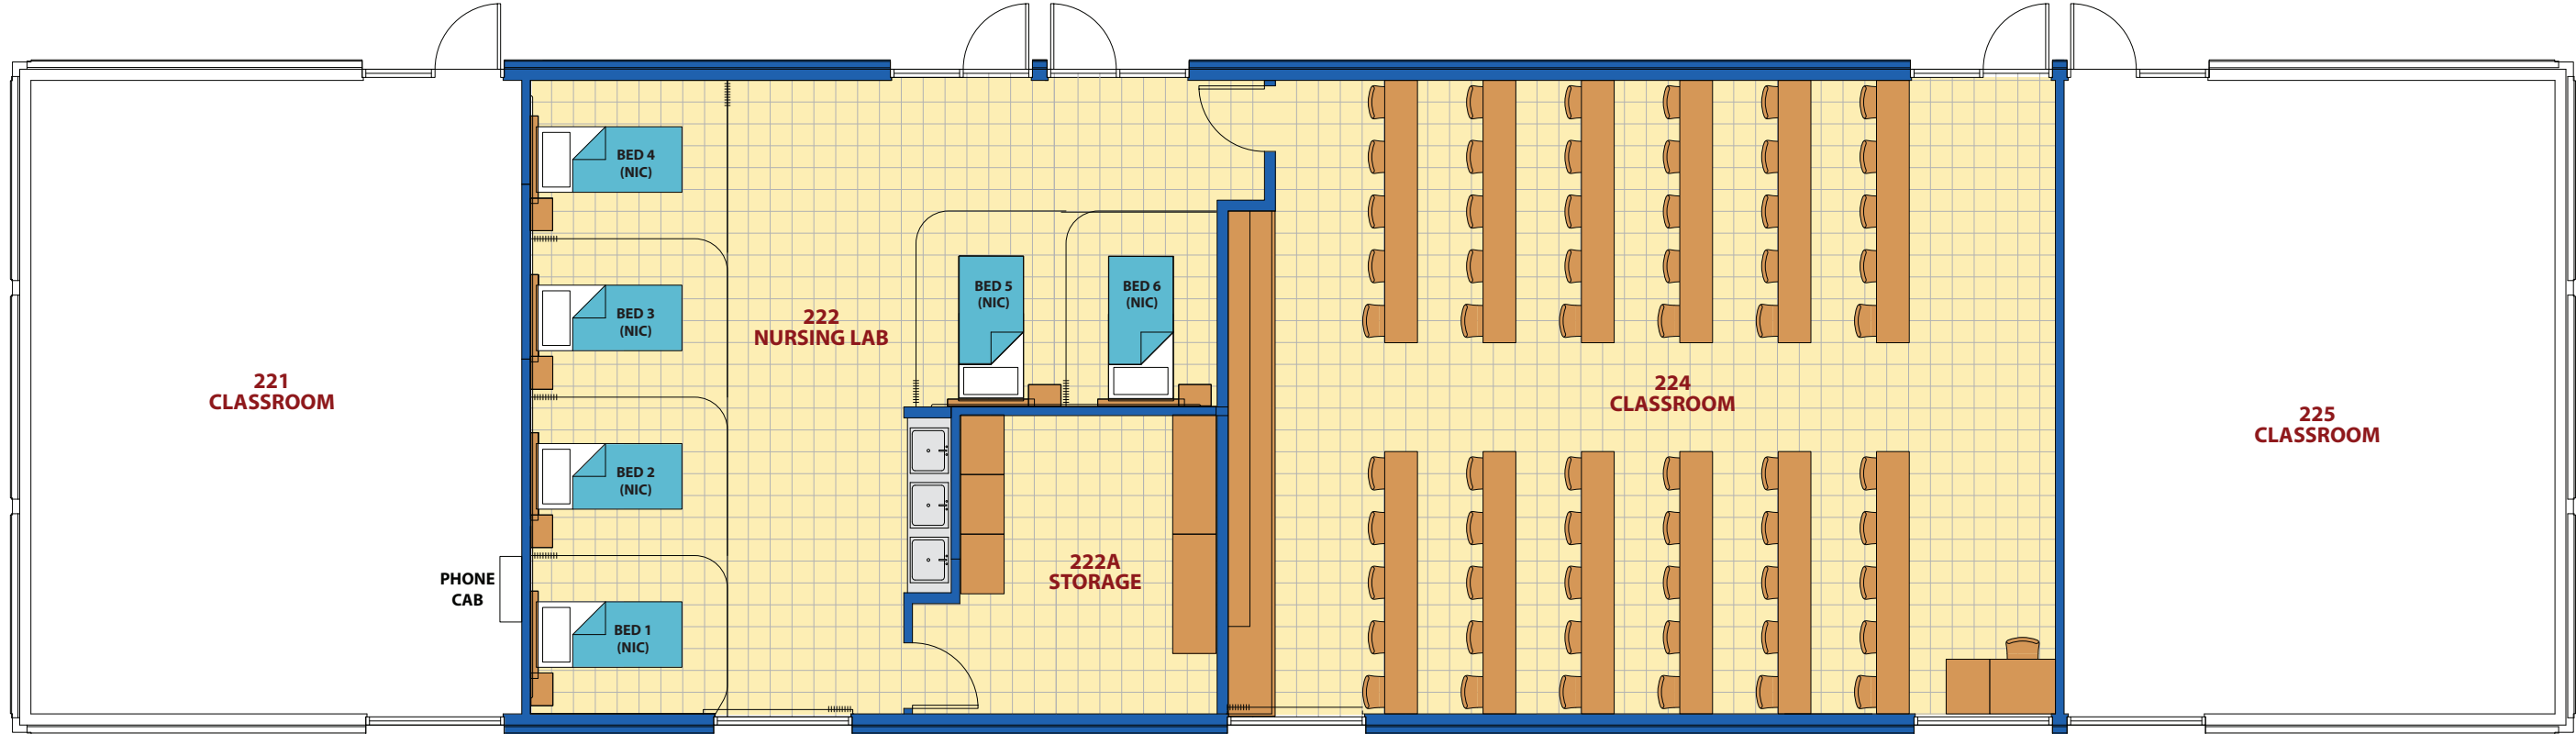 221
CLASSROOM
PHONE
CAB
BED 4
(NIC)
BED 3
(NIC)
BED 2
(NIC)
BED 1
(NIC)
222
NURSING LAB
BED 5
(NIC)
BED 6
(NIC)
222A
STORAGE
224
CLASSROOM
225
CLASSROOM